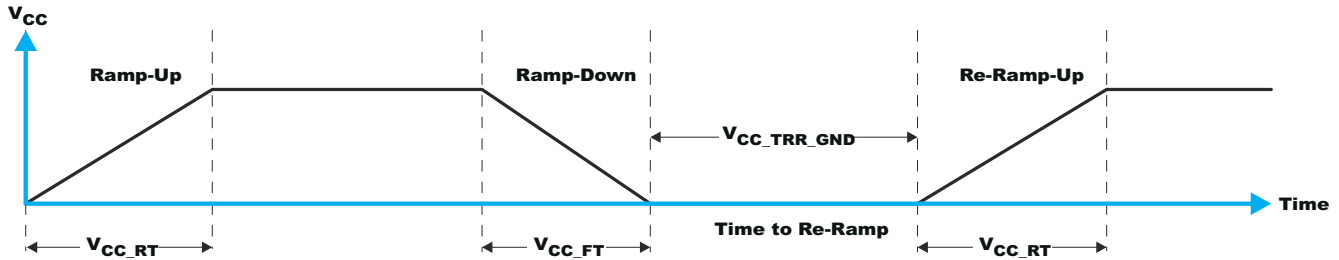 VCC
Ramp-Up
Ramp-Down
Re-Ramp-Up
VCC_TRR_GND
Time
Time to Re-Ramp
VCC_RT
VCC_FT
VCC_RT